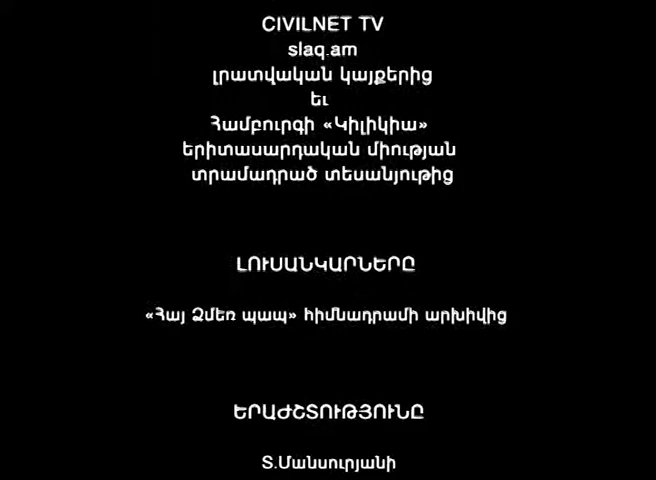 CIVILNET TV
slaq.am
լրատվական կայքերից
եւ
Համբուրգի «Կիլիկիա»
երիտասարդական միության
տրամադրած տեսանյութից
ԼՈՒՍԱՆԿԱՐՆԵՐԸ
«Հայ Ձմեռ պապ» հիմնադրամի արխիվից
ԵՐԱԺՇՏՈՒԹՅՈՒՆԸ
Տ.Մանսուրյանի